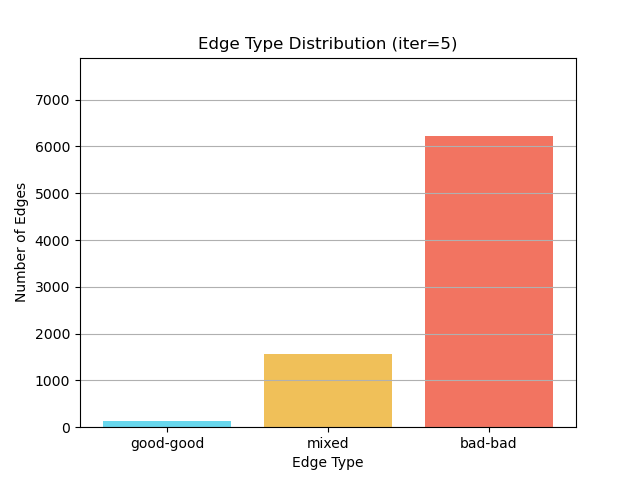 Edge Type Distribution (iter=5)
Number of Edges
7000
6000
5000
4000
3000
2000
1000
0
good-good
mixed
bad-bad
Edge Type